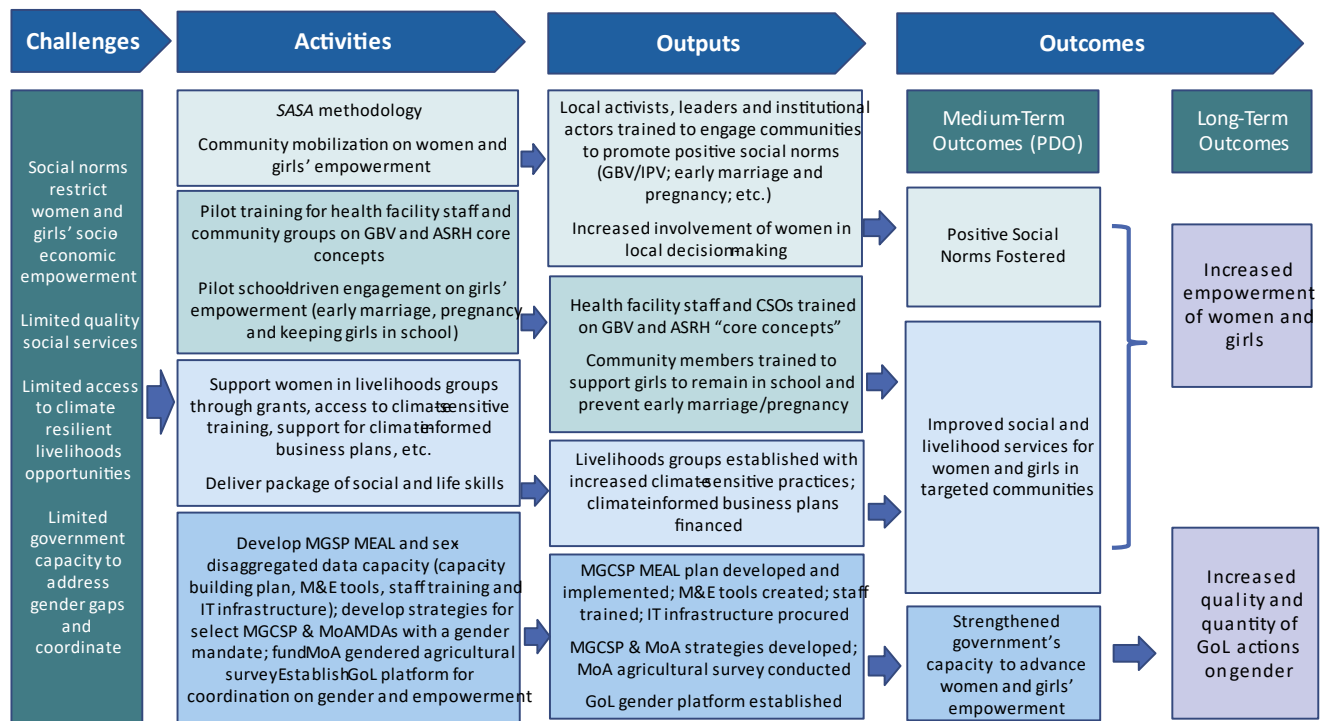 Challenges
Activities
Outputs
Outcomes
Social norms
restrict
women and
girls' socio-
economic
empowerment
Limited quality
social services
Limited access
to climate
resilient
livelihoods
opportunities
Limited
government
capacity to
address
gender gaps
and
coordinate
SASA methodology
Community mobilization on women and
girls' empowerment
Pilot training for health facility staff and
community groups on GBV and ASRH core
concepts
Pilot school-driven engagement on girls'
empowerment (early marriage, pregnancy
and keeping girls in school)
Support women in livelihoods groups
through grants, access to climate-sensitive
training, support for climate-informed
business plans, etc.
Deliver package of social and life skills
Develop MGSP MEAL and sex-
disaggregated data capacity (capacity
building plan, M&E tools, staff training and
IT infrastructure); develop strategies for
select MGCSP & MoAMDAs with a gender
mandate; fundMoA gendered agricultural
surveyEstablishGoL platform for
coordination on gender and empowerment
Local activists, leaders and institutional
actors trained to engage communities
to promote positive social norms
(GBV/IPV; early marriage and
pregnancy; etc.)
Increased involvement of women in
local decision-making
Health facility staff and CSOs trained
on GBV and ASRH "core concepts"
Community members trained to
support girls to remain in school and
prevent early marriage/pregnancy
Livelihoods groups established with
increased climate-sensitive practices;
climateinformed business plans
financed
MGCSP MEAL plan developed and
implemented; M&E tools created; staff
trained; IT infrastructure procured
MGCSP & MoA strategies developed;
MoA agricultural survey conducted
GoL gender platform established
Medium-Term
Outcomes (PDO)
Positive Social
Norms Fostered
Improved social and
livelihood services for
women and girls in
targeted communities
Strengthened
government's
capacity to advance
women and girls'
empowerment
Long-Term
Outcomes
Increased
empowerment
of women and
girls
Increased
quality and
quantity of
GoL actions
on gender